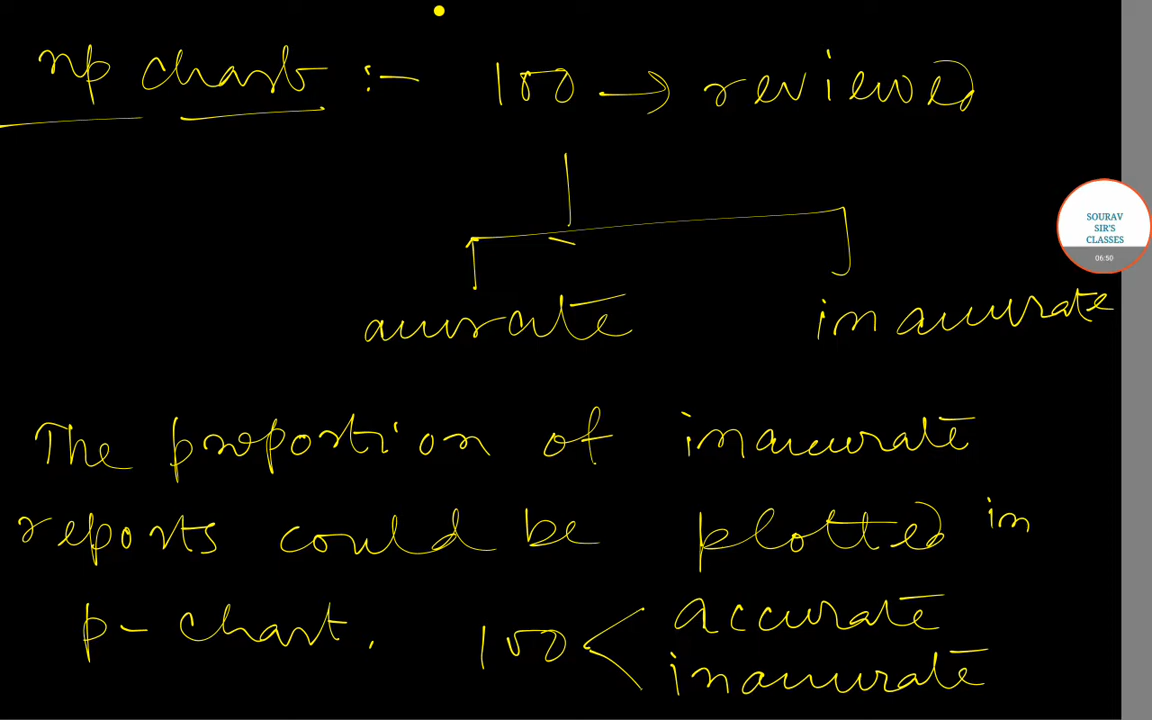 np chart :- 100 → reviewed
SOURAV
SIR'S
CLASSES
06:50
accurate inaccurate
The proportion of inaccurate
reports could be plotted in
p-chart. 100 < accurate
inaccurate